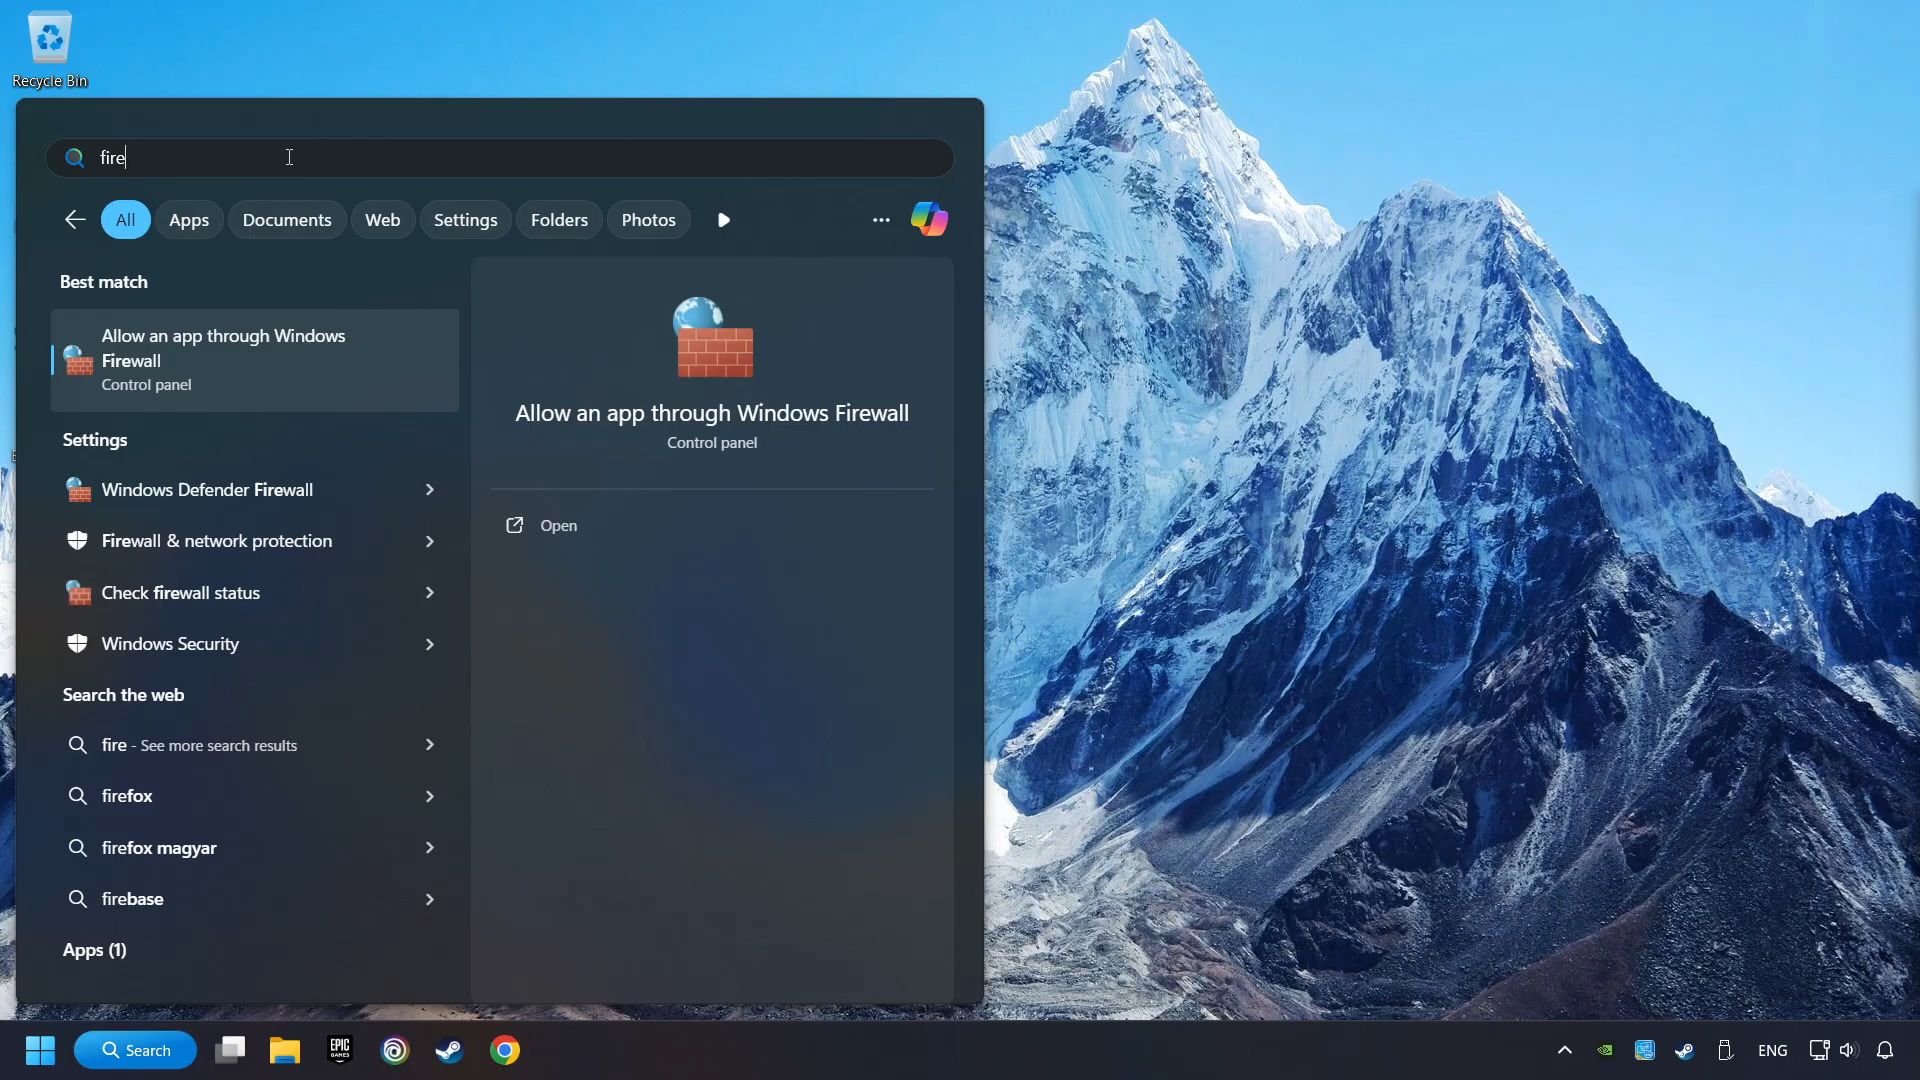 Recycle Bin
fire
All
Apps
Documents
Web
Settings
Folders
Photos
Best match
Allow an app through Windows
Firewall
Control panel
Settings
Windows Defender Firewall
Firewall & network protection
Check firewall status
Windows Security
Search the web
fire - See more search results
firefox
firefox magyar
firebase
Apps (1)
Allow an app through Windows Firewall
Control panel
Open
Search
EPIC
GAMES
ENG